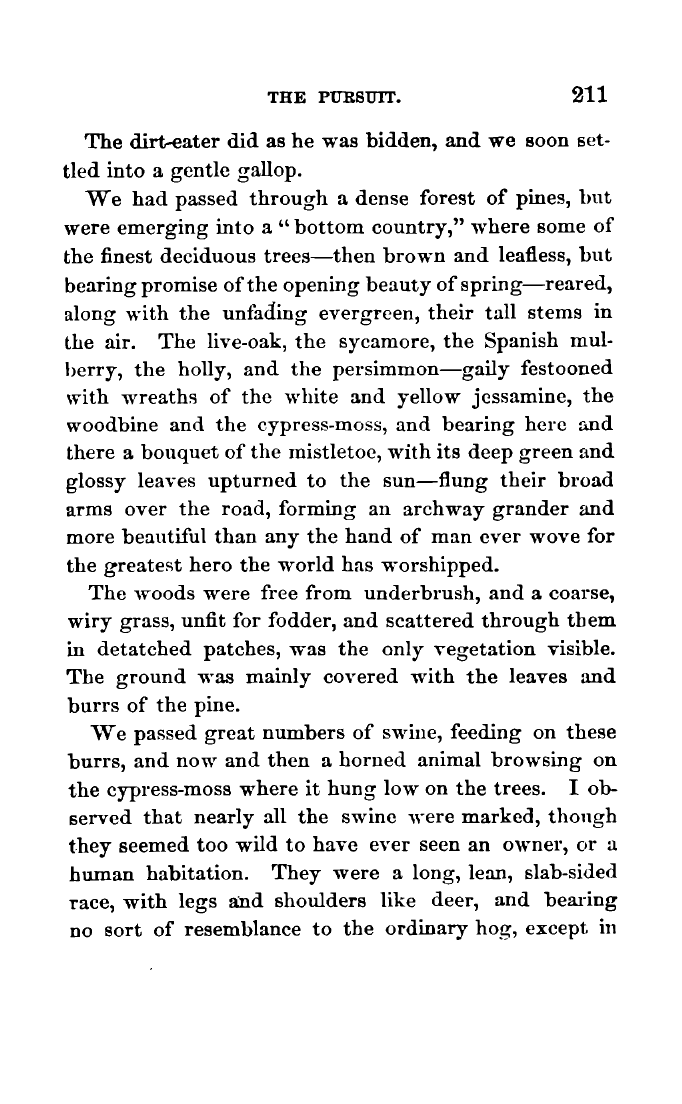 THE PURSUIT. 211
The dirt-eater did as he was bidden, and we soon set-
tled into a gentle gallop.
We had passed through a dense forest of pines, but
were emerging into a “bottom country,” where some of
the finest deciduous trees—then brown and leafless, but
bearing promise of the opening beauty of spring—reared,
along with the unfading evergreen, their tall stems in
the air. The live-oak, the sycamore, the Spanish mul-
berry, the holly, and the persimmon—gaily festooned
with wreaths of the white and yellow jessamine, the
woodbine and the cypress-moss, and bearing here and
there a bouquet of the mistletoe, with its deep green and
glossy leaves upturned to the sun—flung their broad
arms over the road, forming an archway grander and
more beautiful than any the hand of man ever wove for
the greatest hero the world has worshipped.
The woods were free from underbrush, and a coarse,
wiry grass, unfit for fodder, and scattered through them
in detatched patches, was the only vegetation visible.
The ground was mainly covered with the leaves and
burrs of the pine.
We passed great numbers of swine, feeding on these
burrs, and now and then a horned animal browsing on
the cypress-moss where it hung low on the trees. I ob-
served that nearly all the swine were marked, though
they seemed too wild to have ever seen an owner, or a
human habitation. They were a long, lean, slab-sided
race, with legs and shoulders like deer, and bearing
no sort of resemblance to the ordinary hog, except in